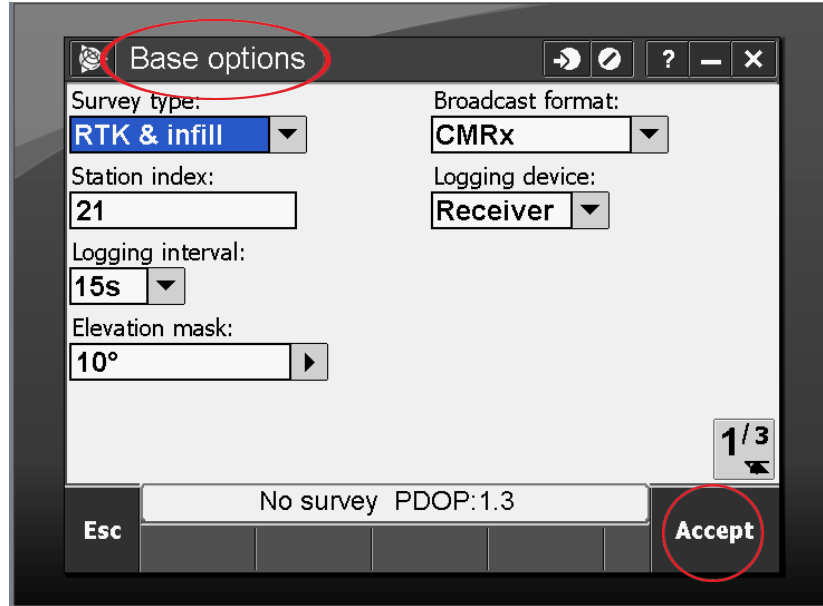 Base options ? – ×
Survey type:
RTK & infill
Broadcast format:
CMRx
Station index:
21
Logging device:
Receiver
Logging interval:
15s
Elevation mask:
10°
1/3
No survey PDOP:1.3
Esc
Accept